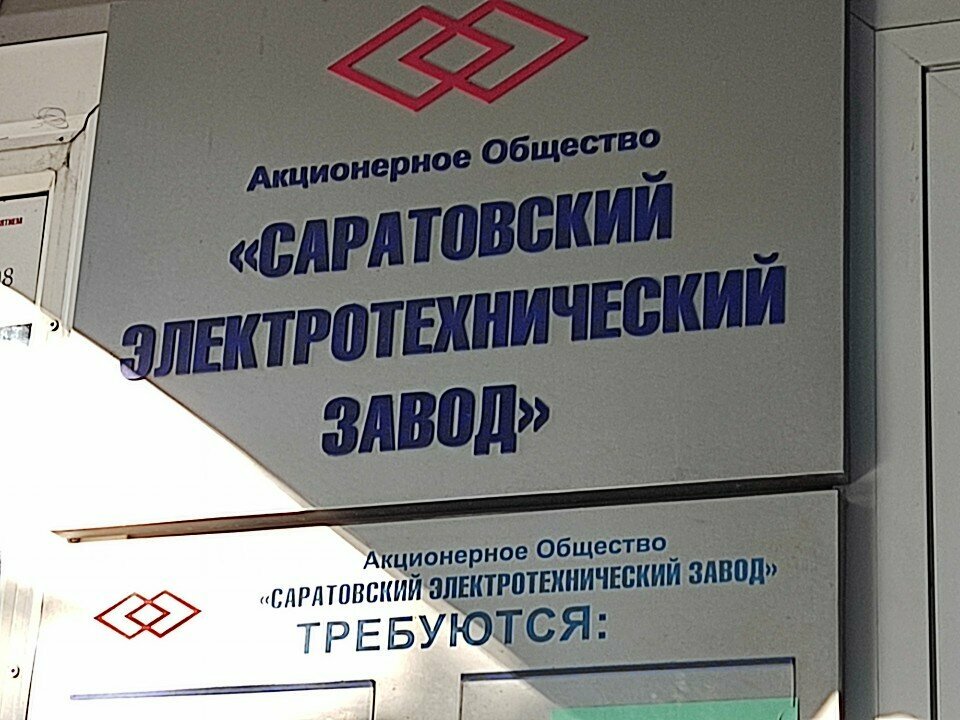 Акционерное Общество
«САРАТОВСКИЙ
ЭЛЕКТРОТЕХНИЧЕСКИЙ
ЗАВОД»
Акционерное Общество
«САРАТОВСКИЙ ЭЛЕКТРОТЕХНИЧЕСКИЙ ЗАВОД»
ТРЕБУЮТСЯ: